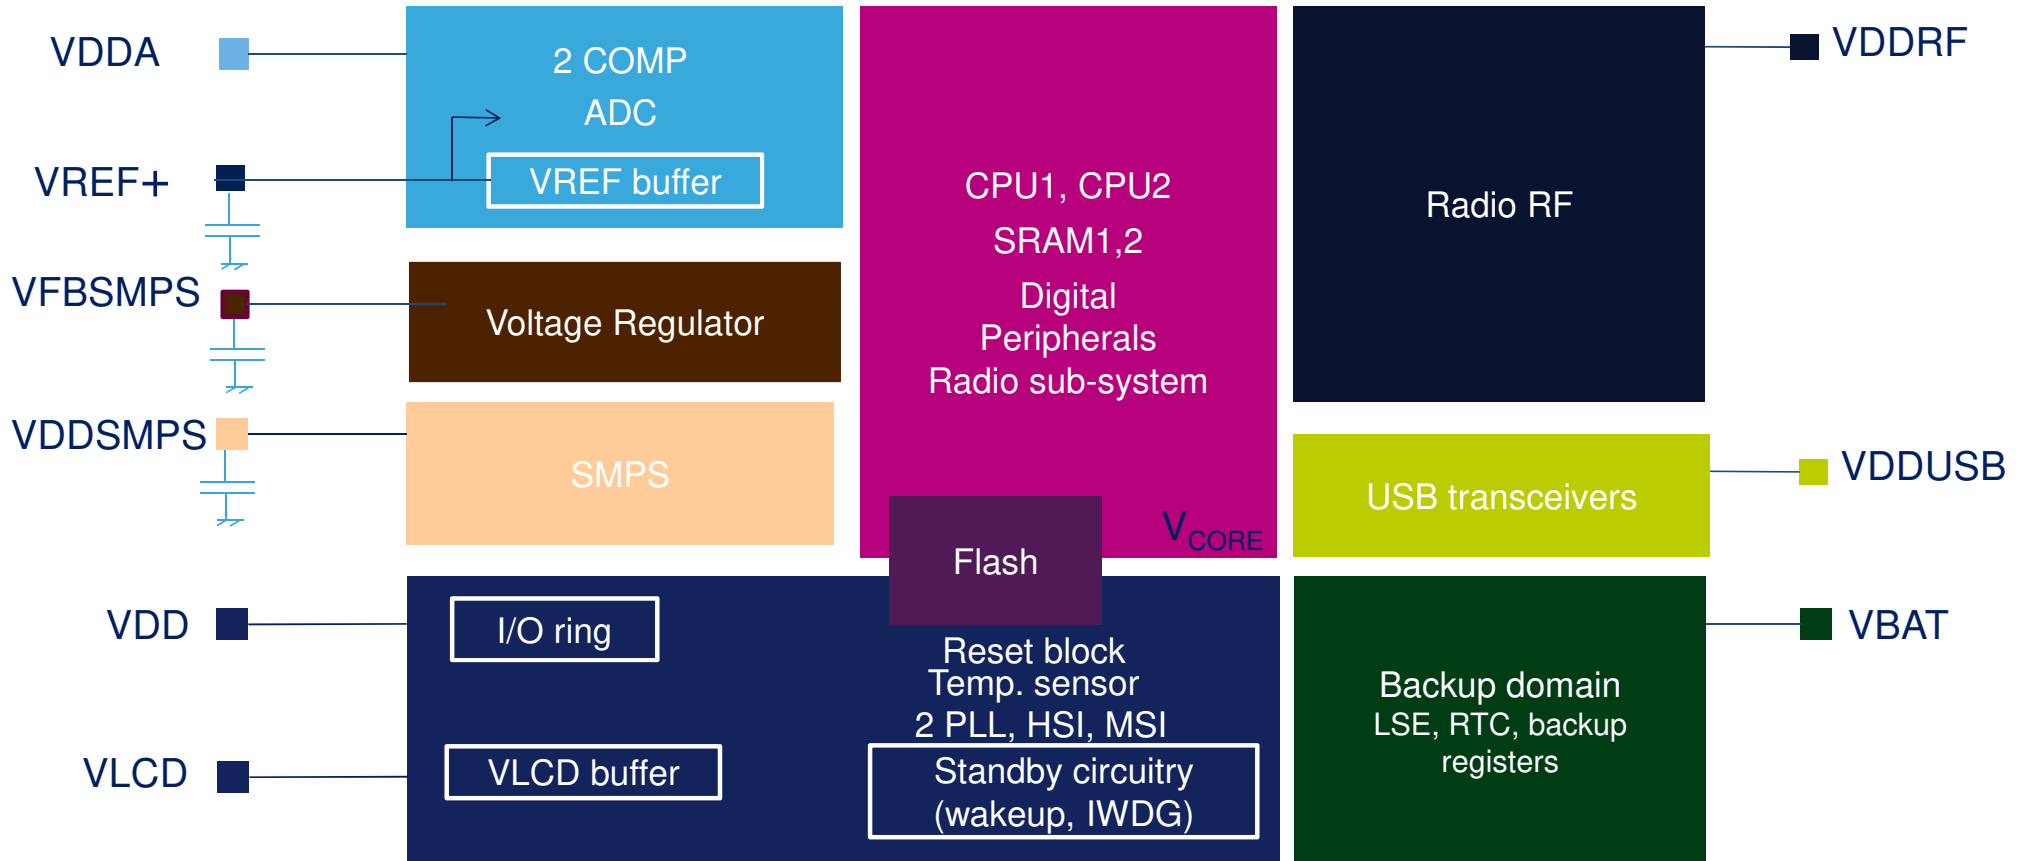 VDDA
VREF+
VFBSMPS
VDDSMPS
VDD
VLCD
2 COMP
ADC
VREF buffer
Voltage Regulator
SMPS
CPU1, CPU2
SRAM1,2
Digital
Peripherals
Radio sub-system
VCORE
Flash
I/O ring
VLCD buffer
Reset block
Temp. sensor
2 PLL, HSI, MSI
Standby circuitry
(wakeup, IWDG)
Radio RF
USB transceivers
Backup domain
LSE, RTC, backup
registers
VDDRF
VDDUSB
VBAT